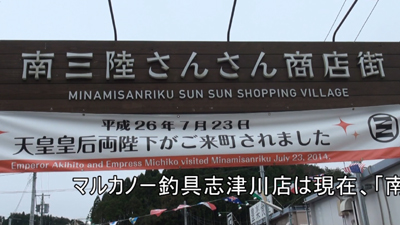 南三陸さんさん商店街
MINAMISANRIKU SUN SUN SHOPPING VILLAGE
平成26年7月23日
天皇皇后両陛下がご来町されました
Emperor Akihito and Empress Michiko visited Minamisanriku July 23, 2014.
マルカノー釣具志津川店は現在、「南